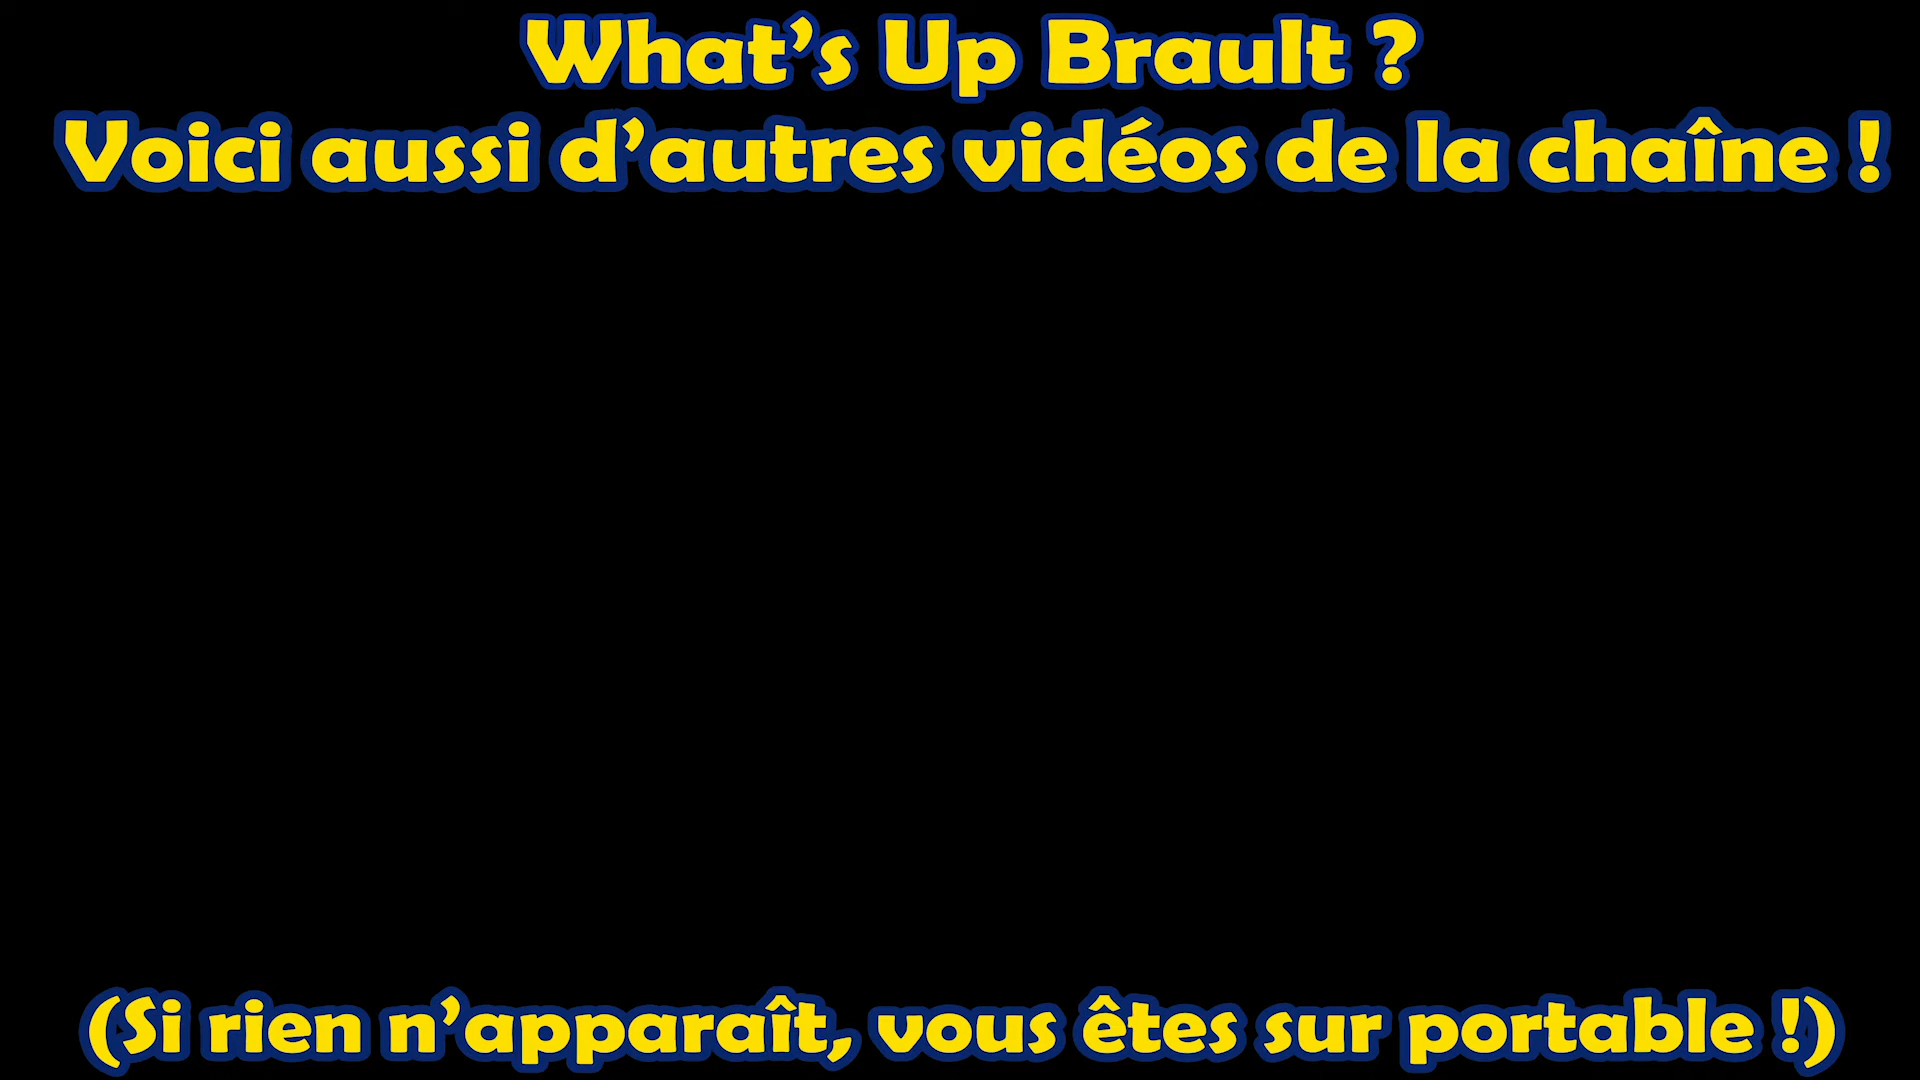 What’s Up Brault ?
Voici aussi d’autres vidéos de la chaîne !
(Si rien n’apparaît, vous êtes sur portable !)